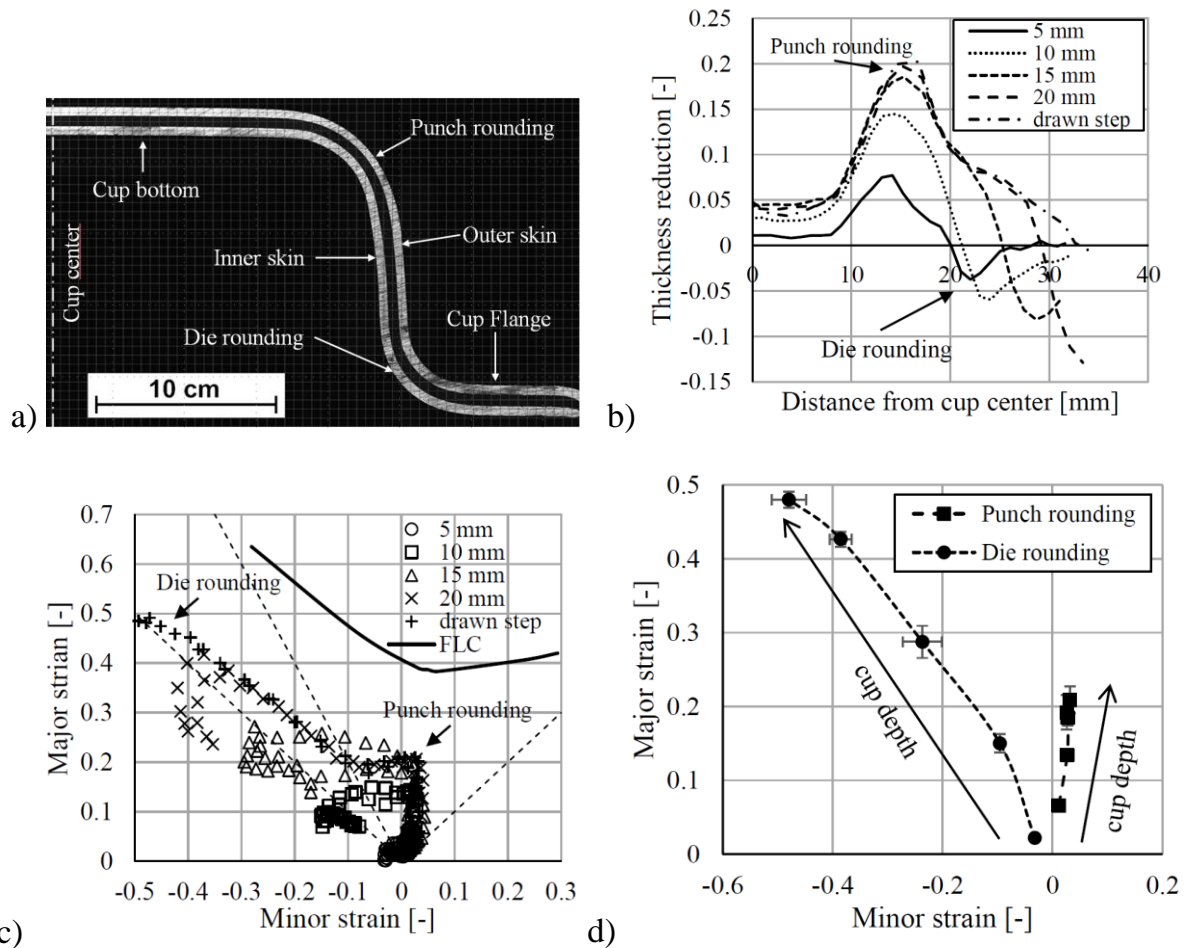 Punch rounding
Cup bottom
Outer skin
Inner skin
Cup center
Cup Flange
Die rounding
10 cm
a)
Thickness reduction [-]
0.25
0.2
0.15
0.1
0.05
0
-0.05
-0.1
-0.15
0
10
20
30
40
Punch rounding
5 mm
10 mm
15 mm
20 mm
drawn step
Die rounding
Distance from cup center [mm]
b)
Major strian [-]
0.7
0.6
0.5
0.4
0.3
0.2
0.1
0
5 mm
10 mm
15 mm
20 mm
drawn step
FLC
Die rounding
Punch rounding
-0.5 -0.4 -0.3 -0.2 -0.1 0 0.1 0.2 0.3
Minor strain [-]
c)
Major strain [-]
0.5
0.4
0.3
0.2
0.1
0
Punch rounding
Die rounding
cup depth
cup depth
-0.6 -0.4 -0.2 0 0.2
Minor strain [-]
d)